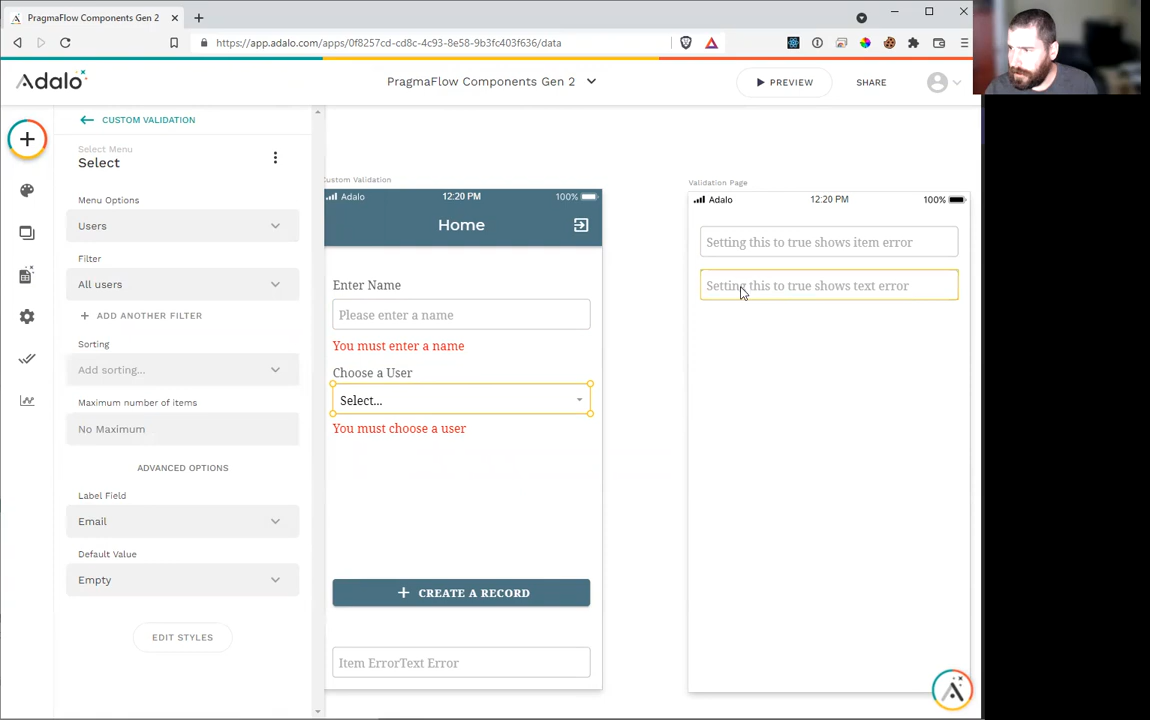 PragmaFlow Components Gen 2
https://app.adalo.com/apps/0f8257cd-cd8c-4c93-8e58-9b3fc403f636/data
Adalo
PragmaFlow Components Gen 2
PREVIEW
SHARE
CUSTOM VALIDATION
Select Menu
Select
Menu Options
Users
Filter
All users
ADD ANOTHER FILTER
Sorting
Add sorting...
Maximum number of items
No Maximum
ADVANCED OPTIONS
Label Field
Email
Default Value
Empty
EDIT STYLES
Custom Validation
Adalo 12:20 PM 100%
Home
Enter Name
Please enter a name
You must enter a name
Choose a User
Select...
You must choose a user
CREATE A RECORD
Item ErrorText Error
Validation Page
Adalo 12:20 PM 100%
Setting this to true shows item error
Setting this to true shows text error